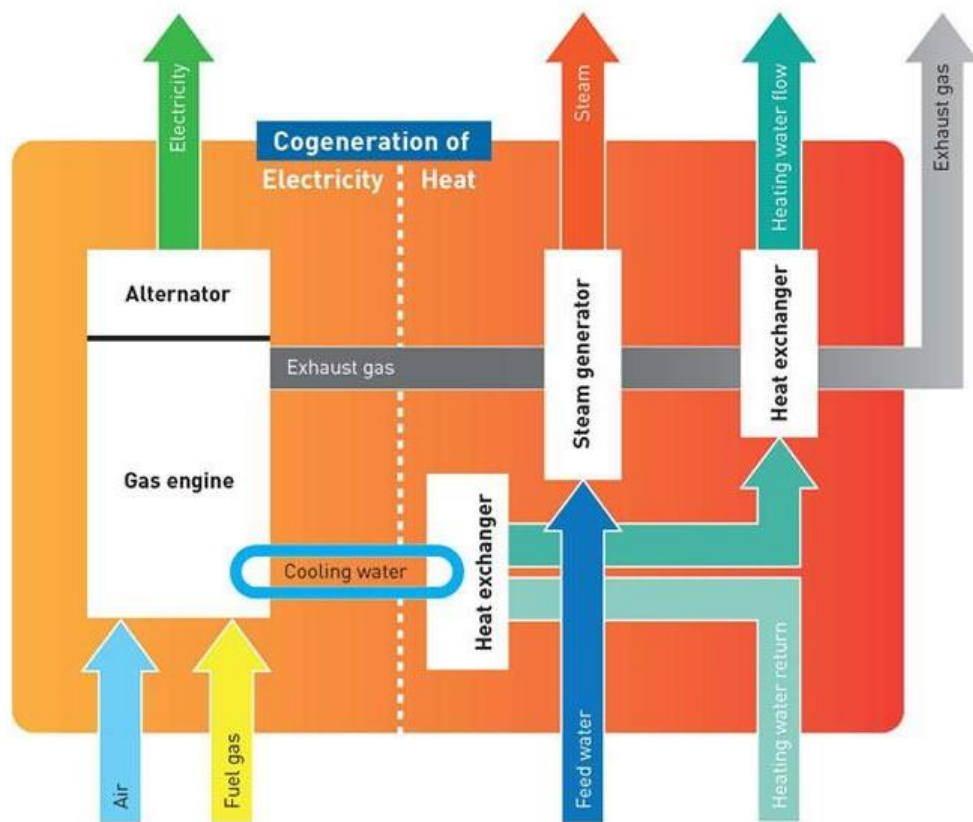 Electricity
Steam
Heating water flow
Exhaust gas
Cogeneration of
Electricity
Heat
Alternator
Exhaust gas
Steam generator
Heat exchanger
Gas engine
Cooling water
Heat exchanger
Air
Fuel gas
Feed water
Heating water return